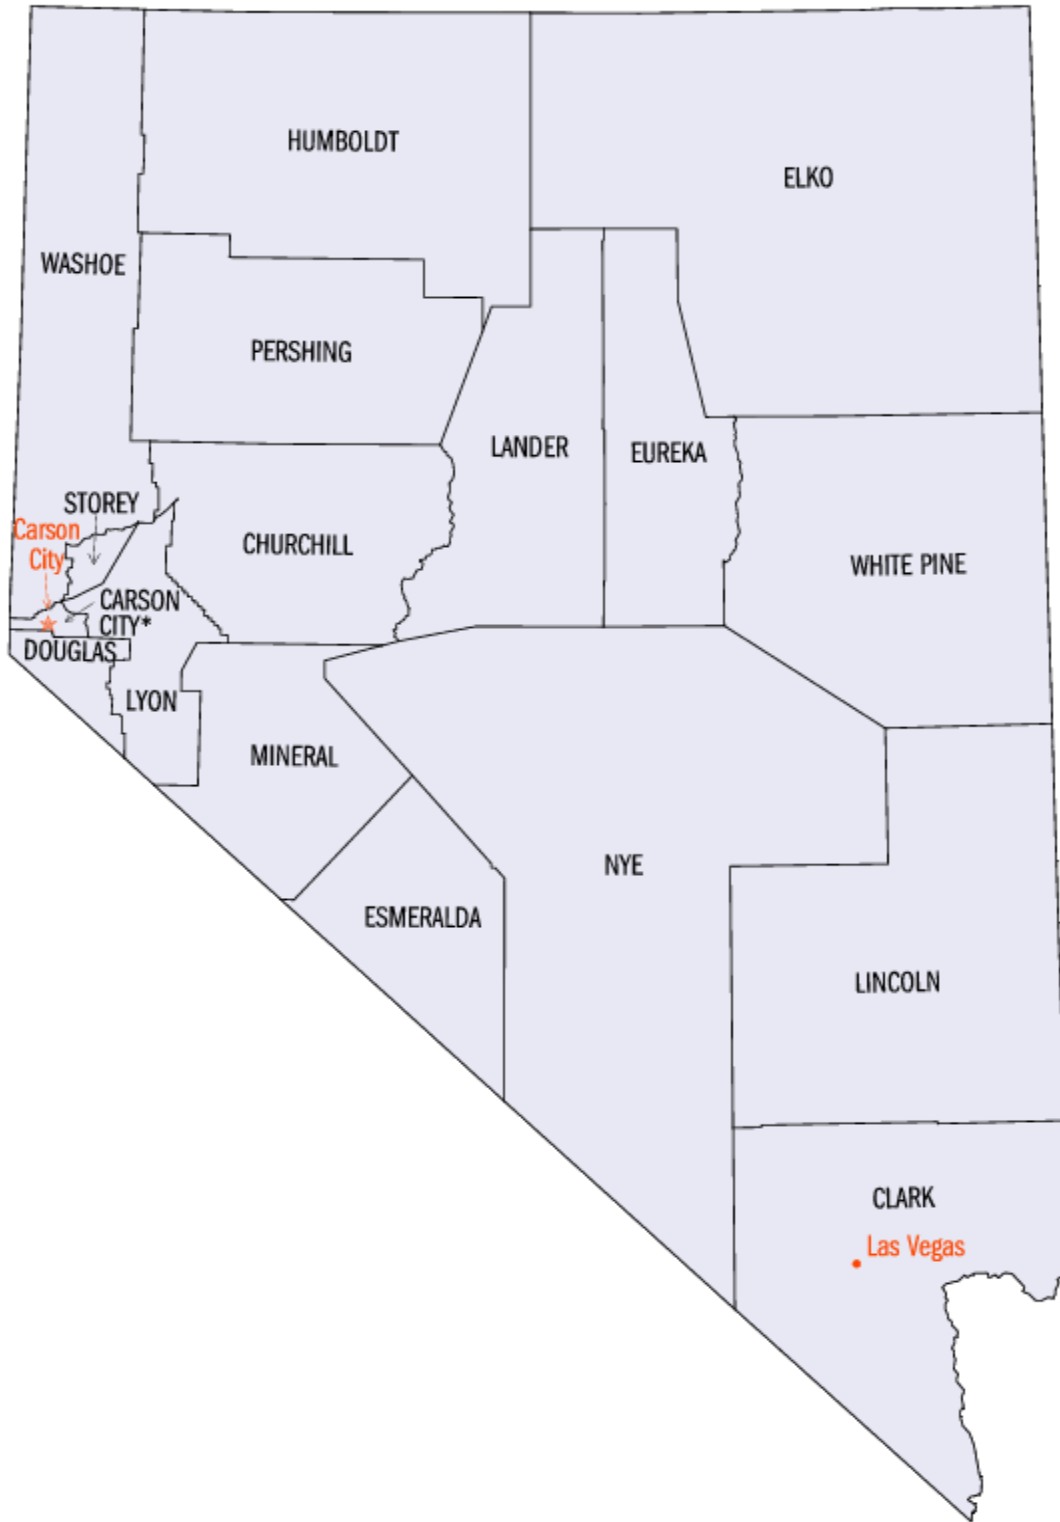 HUMBOLDT
ELKO
WASHOE
PERSHING
LANDER
EUREKA
STOREY
Carson
City
CHURCHILL
WHITE PINE
CARSON
CITY*
DOUGLAS
LYON
MINERAL
NYE
ESMERALDA
LINCOLN
CLARK
Las Vegas